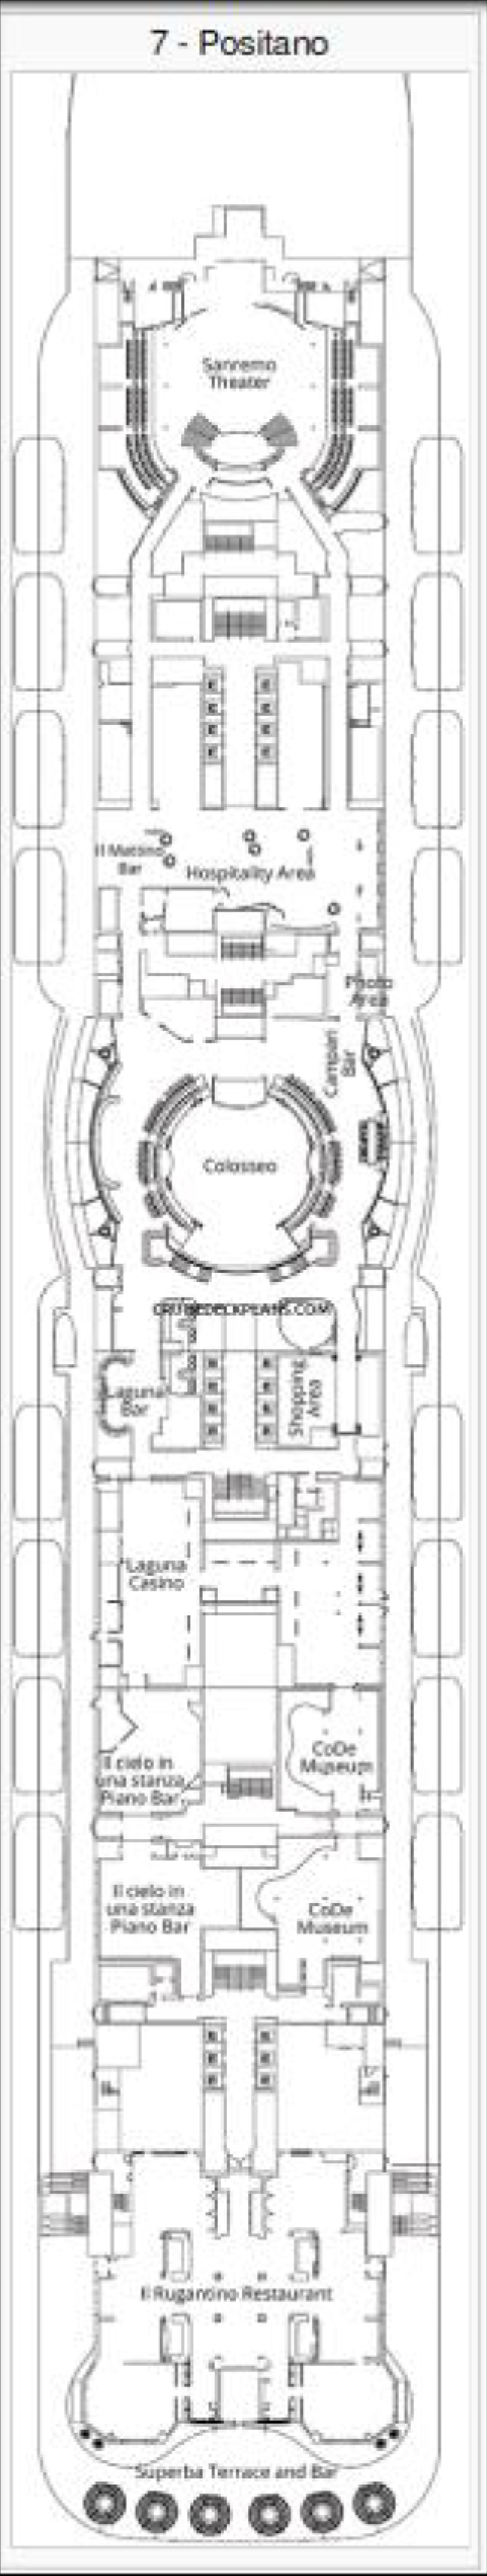 7 - Positano
Sanremo
Theater
Il Matono
Bar
Hospitality Area
Photo
Area
Campari
Bar
Colosseo
CRUISEDECKPLANS.COM
Laguna
Bar
Shopping
Area
Laguna
Casino
Il cielo in
una stanza
Piano Bar
CoDe
Museum
Il cielo in
una stanza
Piano Bar
CoDe
Museum
Il Rugantino Restaurant
Superba Terrace and Bar